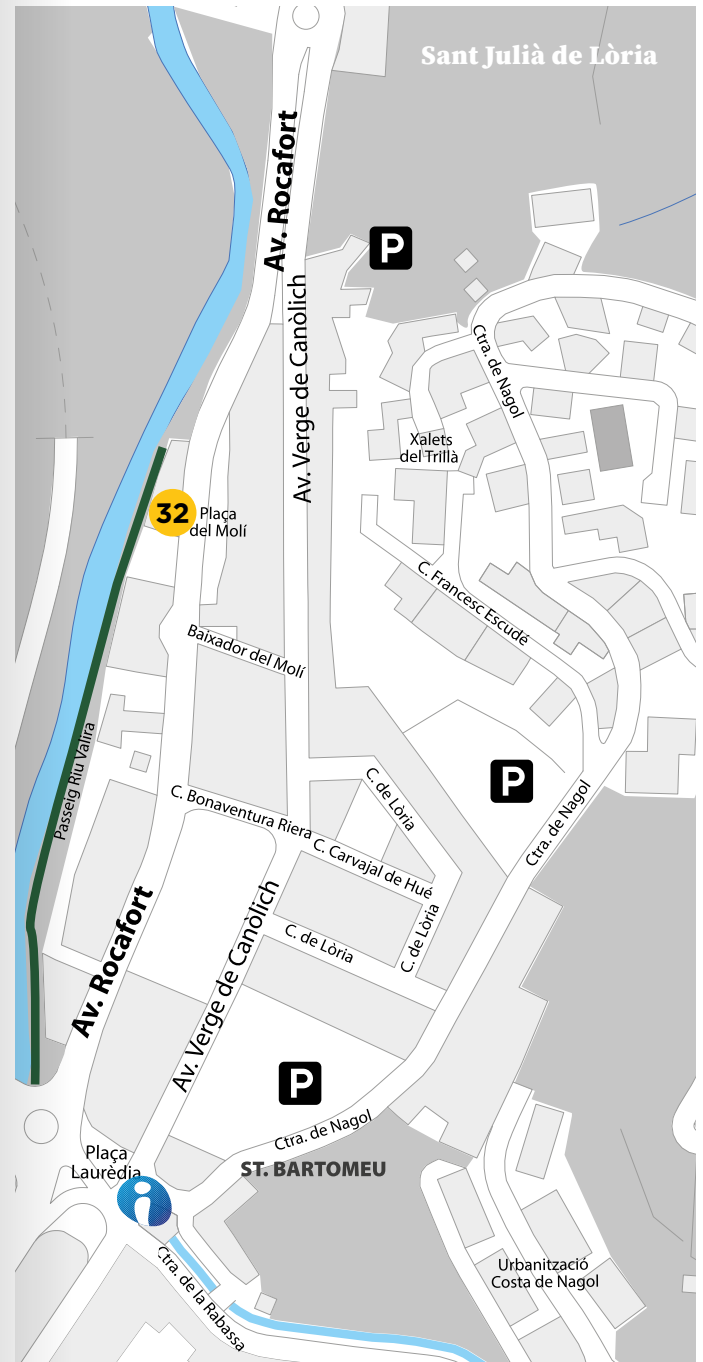 Sant Julià de Lòria
Av. Rocafort
P
Av. Verge de Canòlich
Ctra. de Nagol
Xalets
del Trillà
32
Plaça
del Molí
C. Francesc Escudé
Baixador del Molí
Passeig Riu Valira
P
C. de Lòria
Ctra. de Nagol
C. Bonaventura Riera
C. Carvajal de Hué
Av. Rocafort
Av. Verge de Canòlich
C. de Lòria
C. de Lòria
P
Ctra. de Nagol
Plaça
Laurèdia
ST. BARTOMEU
i
Ctra. de la Rabassa
Urbanització
Costa de Nagol